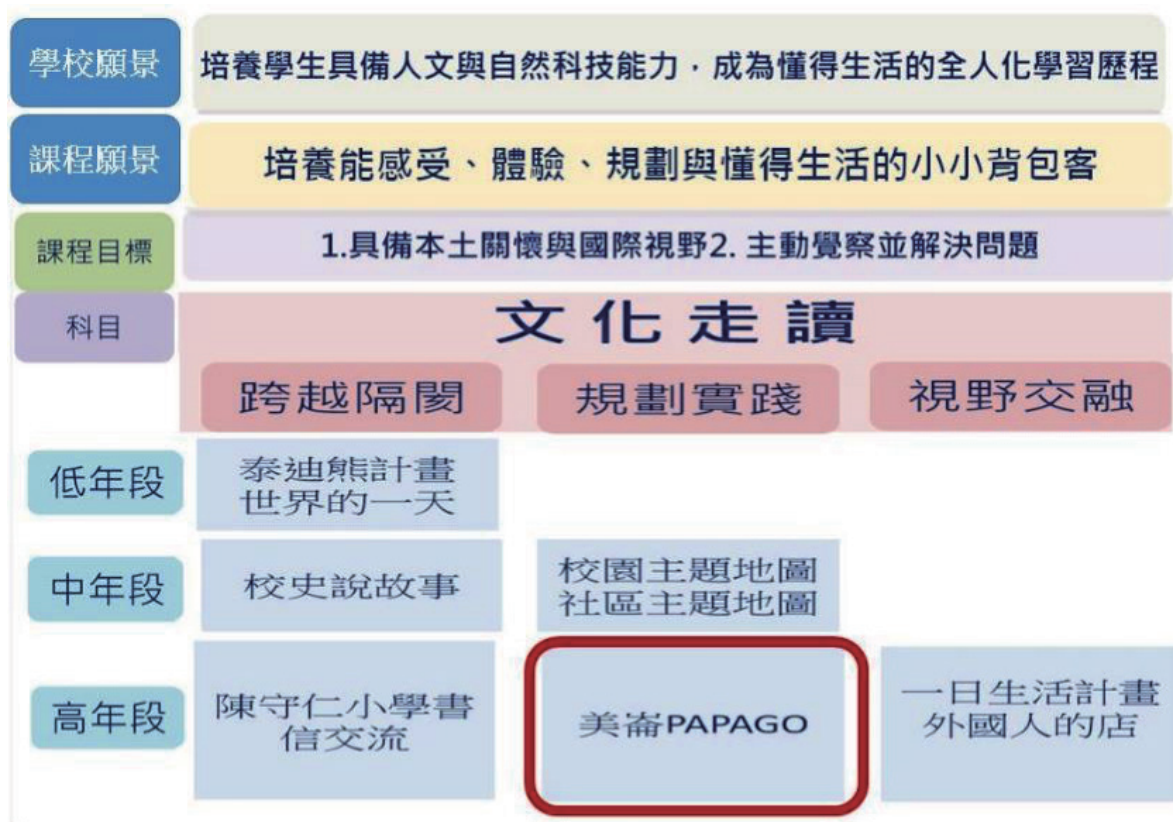 學校願景
培養學生具備人文與自然科技能力，成為懂得生活的全人化學習歷程
課程願景
培養能感受、體驗、規劃與懂得生活的小小背包客
課程目標
1.具備本土關懷與國際視野2. 主動覺察並解決問題
科目
文化走讀
跨越隔閡
規劃實踐
視野交融
低年段
泰迪熊計畫
世界的一天
中年段
校史說故事
校園主題地圖
社區主題地圖
高年段
陳守仁小學書
信交流
美崙PAPAGO
一日生活計畫
外國人的店